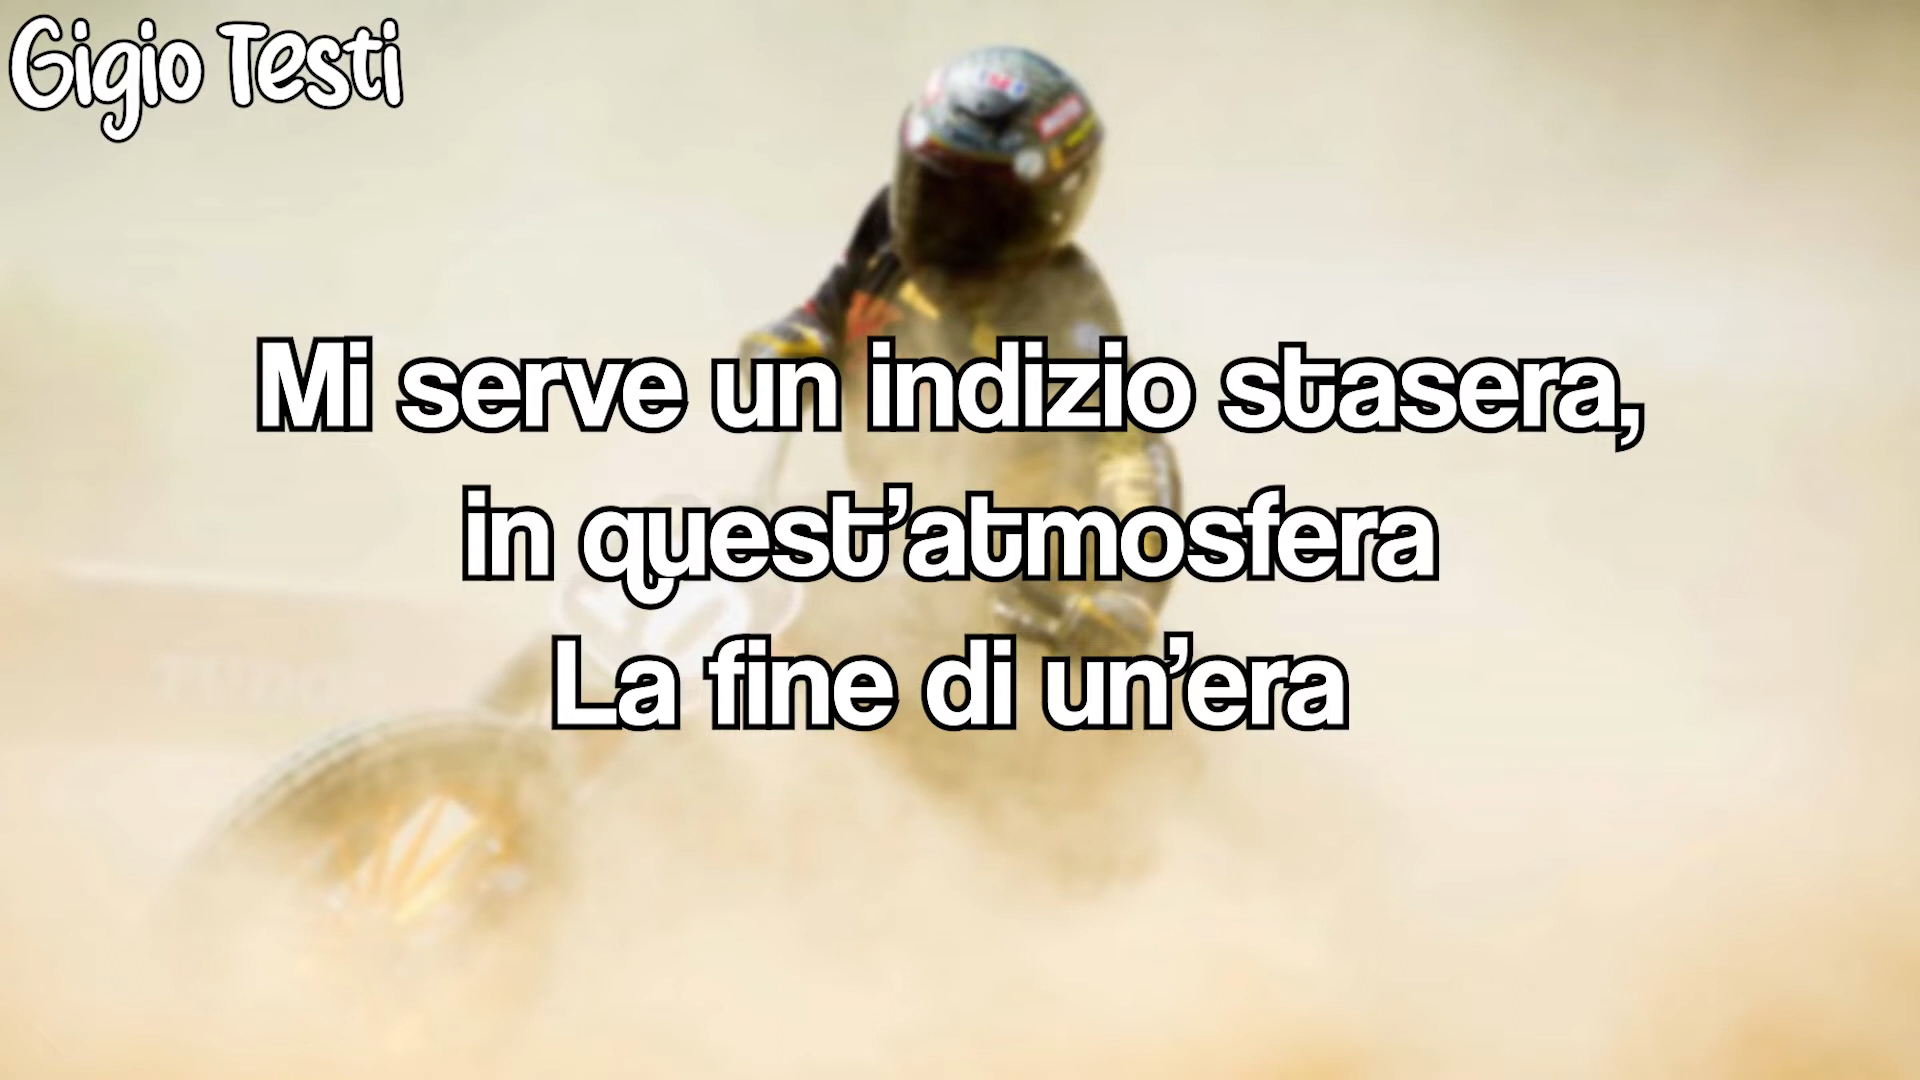 Gigio Testi
Mi serve un indizio stasera,
in quest’atmosfera
La fine di un’era